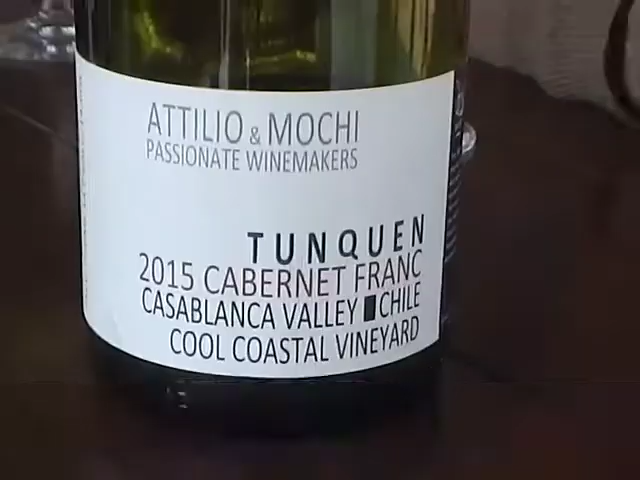 ATTILIO & MOCHI
PASSIONATE WINEMAKERS
TUNQUEN
2015 CABERNET FRANC
CASABLANCA VALLEY CHILE
COOL COASTAL VINEYARD